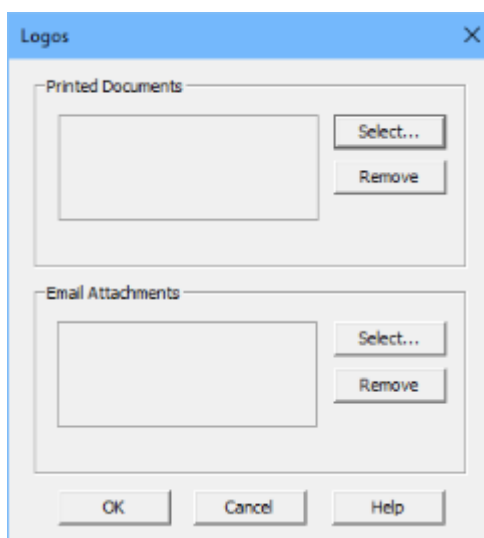 Logos
Printed Documents
Select...
Remove
Email Attachments
Select...
Remove
OK Cancel Help